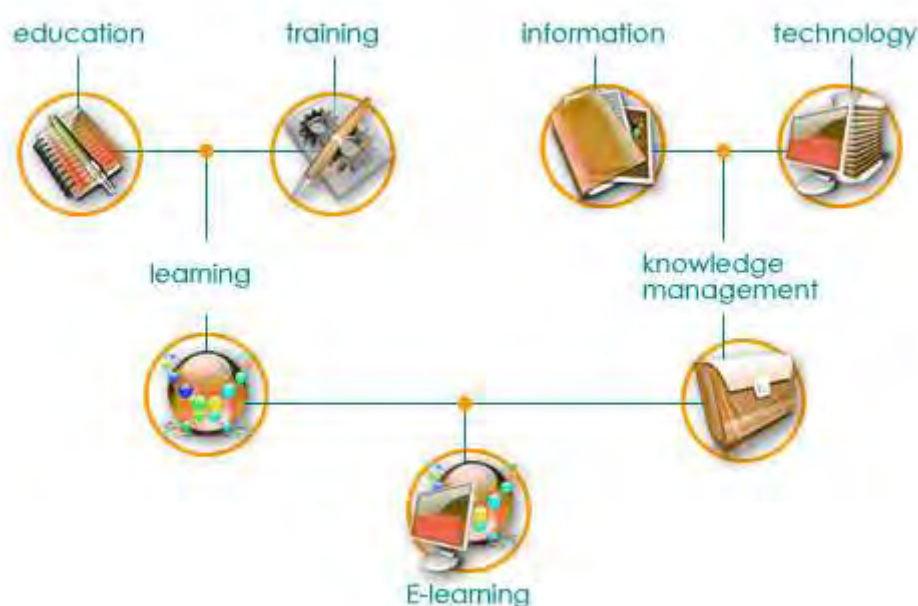 education
training
information
technology
learning
knowledge
management
E-learning